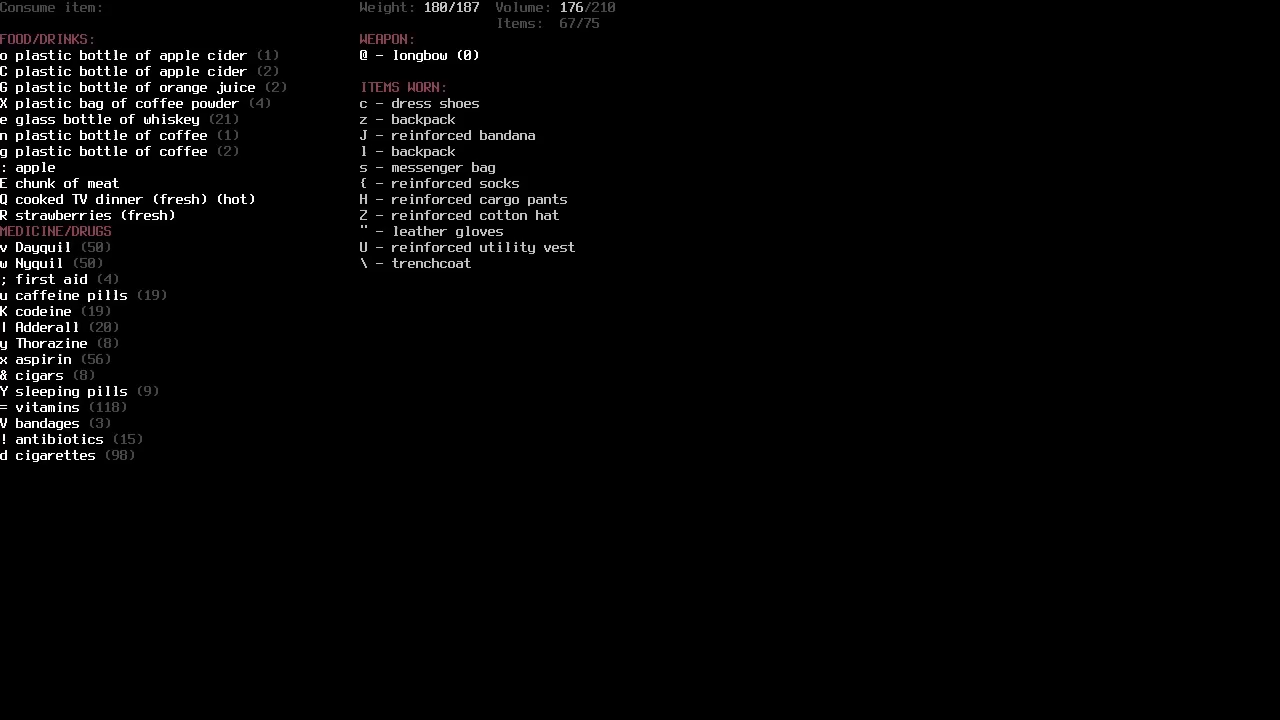 Consume item:
Weight: 180/187  Volume: 176/210
Items:  67/75
FOOD/DRINKS:
o plastic bottle of apple cider (1)
C plastic bottle of apple cider (2)
G plastic bottle of orange juice (2)
X plastic bag of coffee powder (4)
e glass bottle of whiskey (21)
n plastic bottle of coffee (1)
g plastic bottle of coffee (2)
: apple
E chunk of meat
Q cooked TV dinner (fresh) (hot)
R strawberries (fresh)
MEDICINE/DRUGS
v Dayquil (50)
w Nyquil (50)
; first aid (4)
u caffeine pills (19)
K codeine (19)
| Adderall (20)
y Thorazine (8)
x aspirin (56)
& cigars (8)
Y sleeping pills (9)
= vitamins (118)
V bandages (3)
! antibiotics (15)
d cigarettes (98)
WEAPON:
@ - longbow (0)
ITEMS WORN:
c - dress shoes
z - backpack
J - reinforced bandana
l - backpack
s - messenger bag
{ - reinforced socks
H - reinforced cargo pants
Z - reinforced cotton hat
" - leather gloves
U - reinforced utility vest
\ - trenchcoat